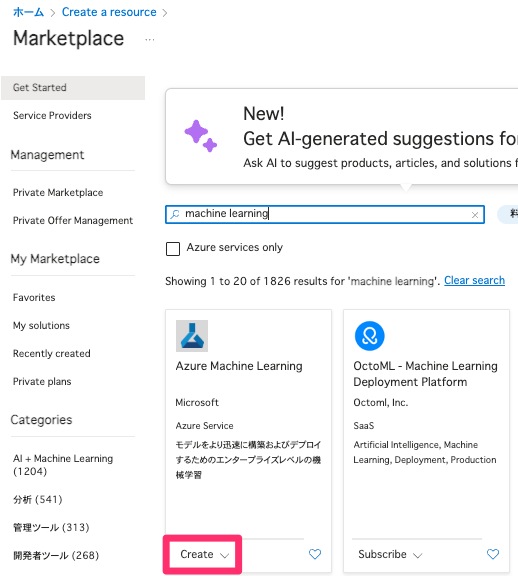 ホーム > Create a resource >
Marketplace ...
Get Started
Service Providers
Management
Private Marketplace
Private Offer Management
My Marketplace
Favorites
My solutions
Recently created
Private plans
Categories
AI + Machine Learning
(1204)
分析 (541)
管理ツール (313)
開発者ツール (268)
New!
Get AI-generated suggestions fo
Ask AI to suggest products, articles, and solutions f
machine learning
料
Azure services only
Showing 1 to 20 of 1826 results for 'machine learning'. Clear search
Azure Machine Learning
Microsoft
Azure Service
モデルをより迅速に構築およびデプロイ
するためのエンタープライズレベルの機
械学習
Create
OctoML - Machine Learning
Deployment Platform
Octoml, Inc.
SaaS
Artificial Intelligence, Machine
Learning, Deployment, Production
Subscribe